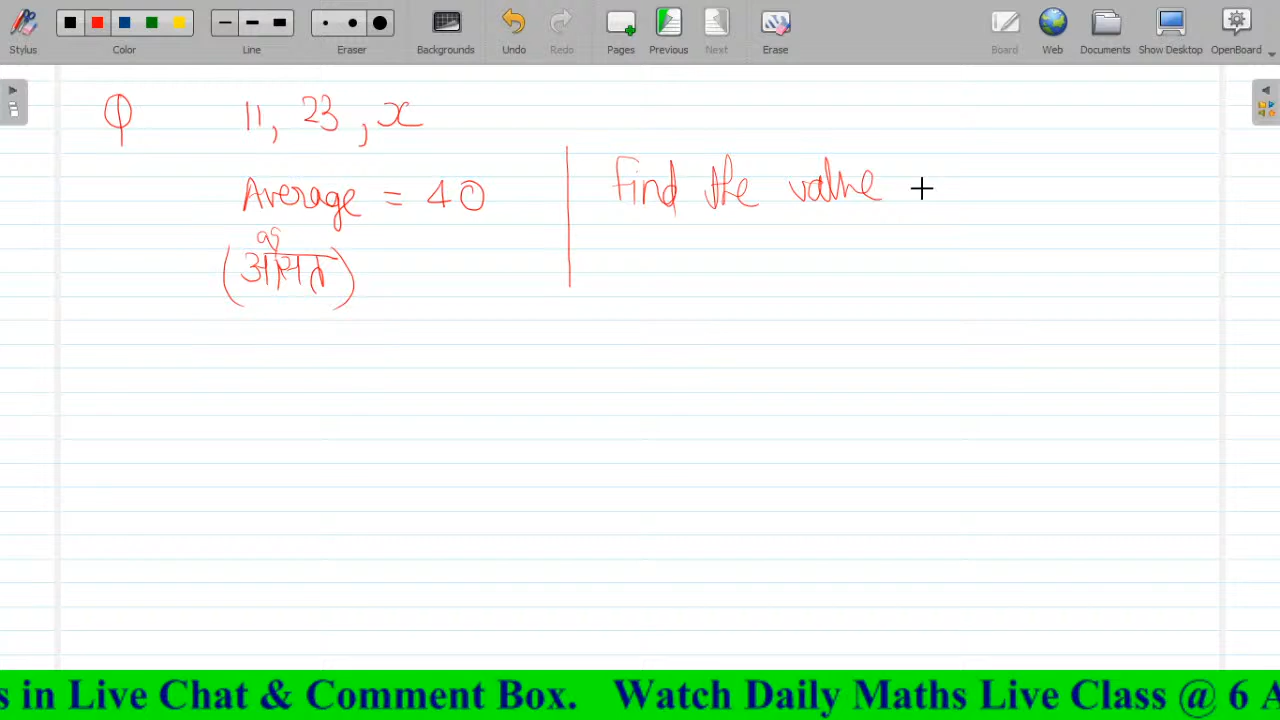 Stylus Color Line Eraser Backgrounds Undo Redo Pages Previous Next Erase Board Web Documents Show Desktop OpenBoard
Q 11, 23, x
Average = 40
(औसत)
Find the value
s in Live Chat & Comment Box. Watch Daily Maths Live Class @ 6 A